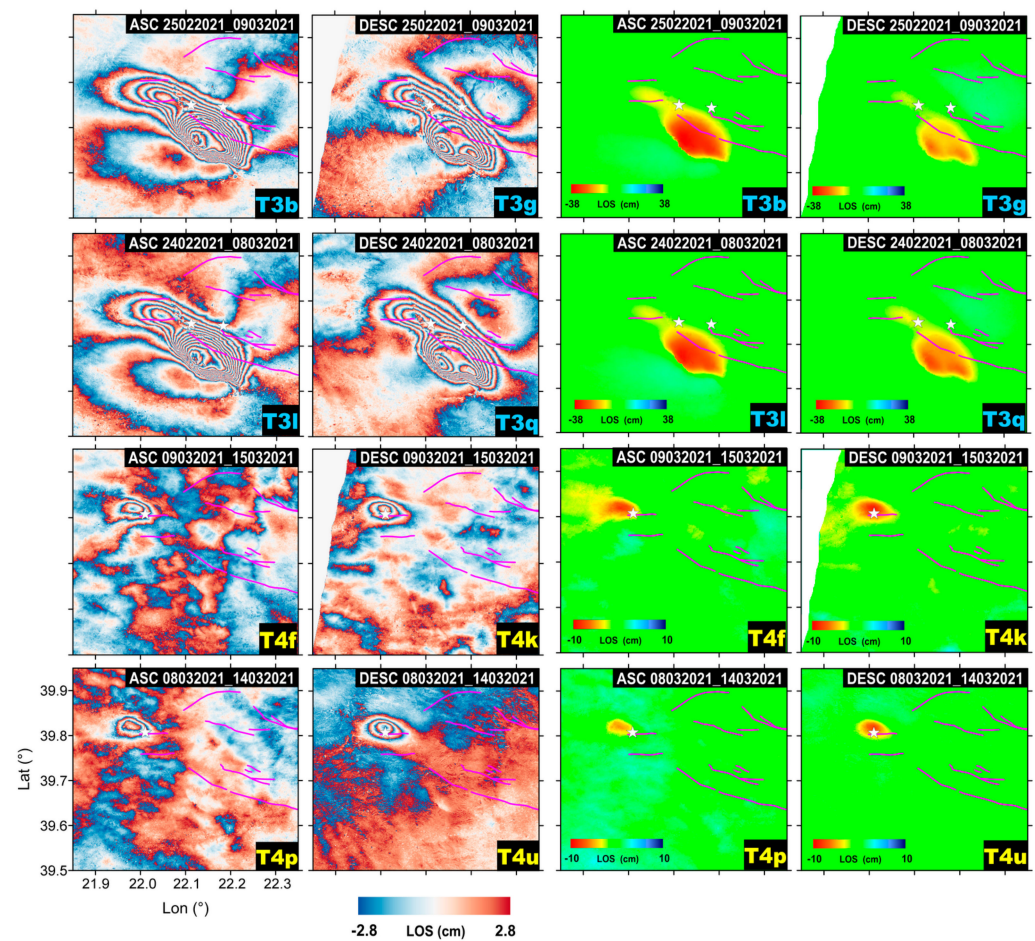 ASC 25022021_09032021
DESC 25022021_09032021
ASC 25022021_09032021
DESC 25022021_09032021
-38 LOS (cm) 38
-38 LOS (cm) 38
T3b
T3g
T3b
T3g
ASC 24022021_08032021
DESC 24022021_08032021
ASC 24022021_08032021
DESC 24022021_08032021
-38 LOS (cm) 38
-38 LOS (cm) 38
T3l
T3q
T3l
T3q
ASC 09032021_15032021
DESC 09032021_15032021
ASC 09032021_15032021
DESC 09032021_15032021
-10 LOS (cm) 10
-10 LOS (cm) 10
T4f
T4k
T4f
T4k
ASC 08032021_14032021
DESC 08032021_14032021
ASC 08032021_14032021
DESC 08032021_14032021
39.9
39.8
39.7
39.6
39.5
Lat (°)
-10 LOS (cm) 10
-10 LOS (cm) 10
T4p
T4u
T4p
T4u
21.9 22.0 22.1 22.2 22.3
Lon (°)
-2.8 LOS (cm) 2.8